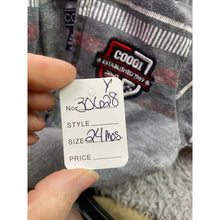 COOGI
ESTABLISHED 1969
Y
No 30628
STYLE
SIZE 24 mos.
PRICE